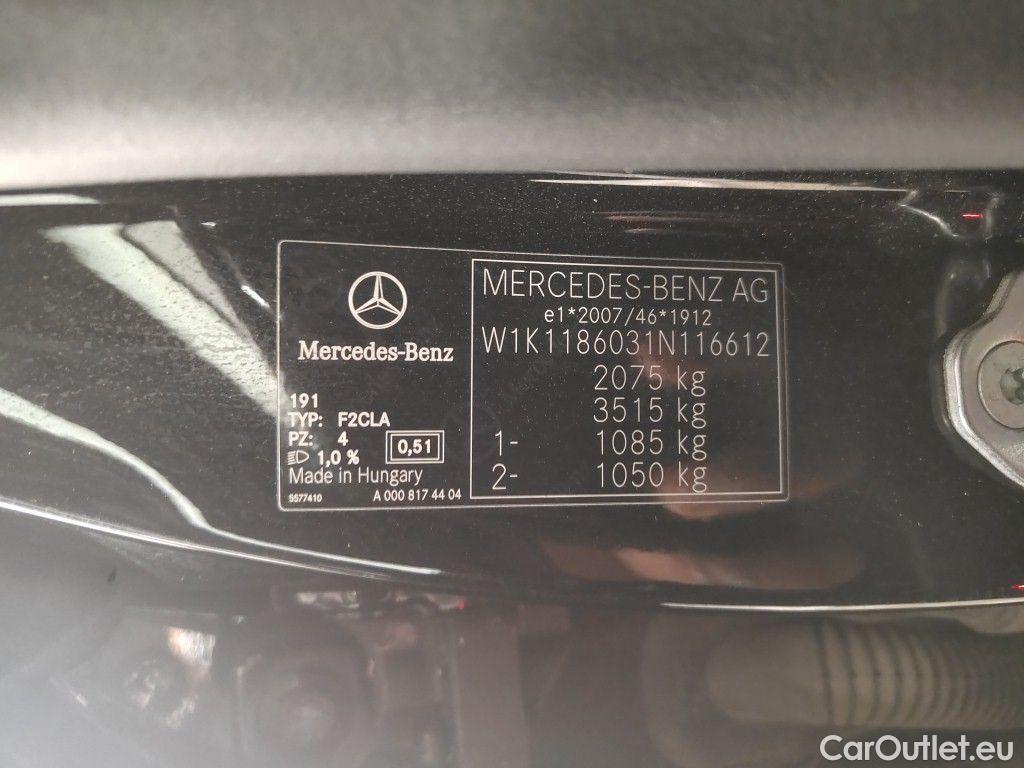 Mercedes-Benz
191
TYP: F2CLA
PZ: 4
0,51
1,0 %
Made in Hungary
5577410 A 000 817 44 04
MERCEDES-BENZ AG
e1*2007/46*1912
W1K1186031N116612
2075 kg
3515 kg
1- 1085 kg
2- 1050 kg
CarOutlet.eu